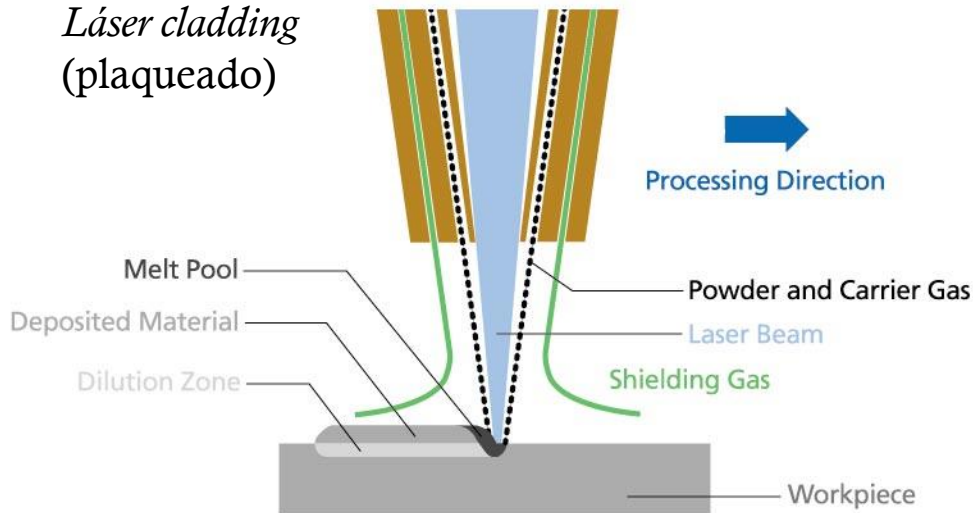 Láser cladding
(plaqueado)
Processing Direction
Melt Pool
Powder and Carrier Gas
Deposited Material
Laser Beam
Dilution Zone
Shielding Gas
Workpiece